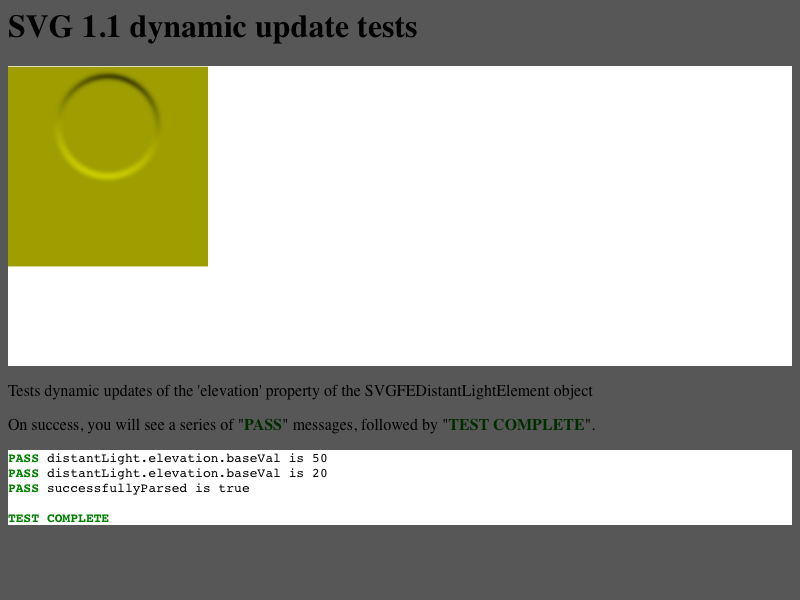 SVG 1.1 dynamic update tests
Tests dynamic updates of the 'elevation' property of the SVGFEDistantLightElement object
On success, you will see a series of "PASS" messages, followed by "TEST COMPLETE".
PASS distantLight.elevation.baseVal is 50
PASS distantLight.elevation.baseVal is 20
PASS successfullyParsed is true
TEST COMPLETE